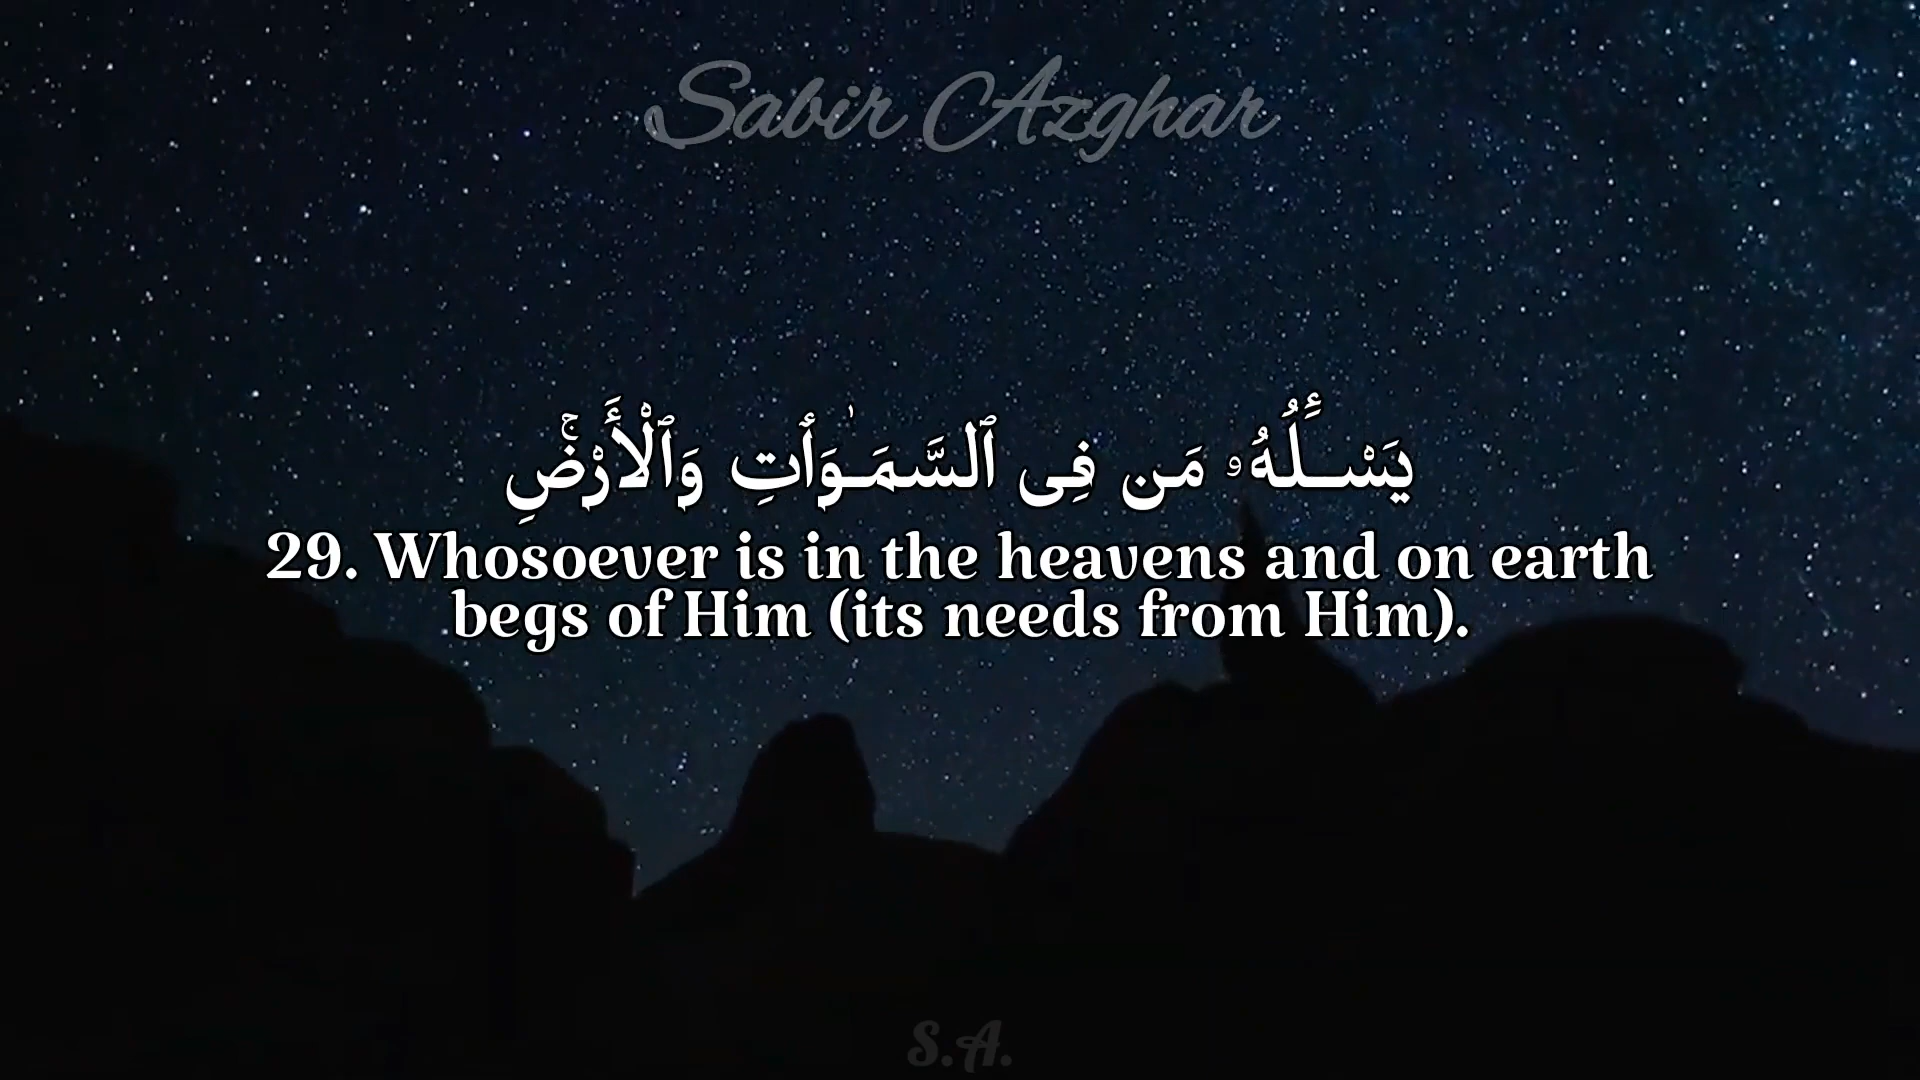 Sabir Azghar
يَسْـَٔلُهُۥ مَن فِى ٱلسَّمَـٰوَٲتِ وَٱلْأَرْضِۚ
29. Whosoever is in the heavens and on earth
begs of Him (its needs from Him).
S.A.